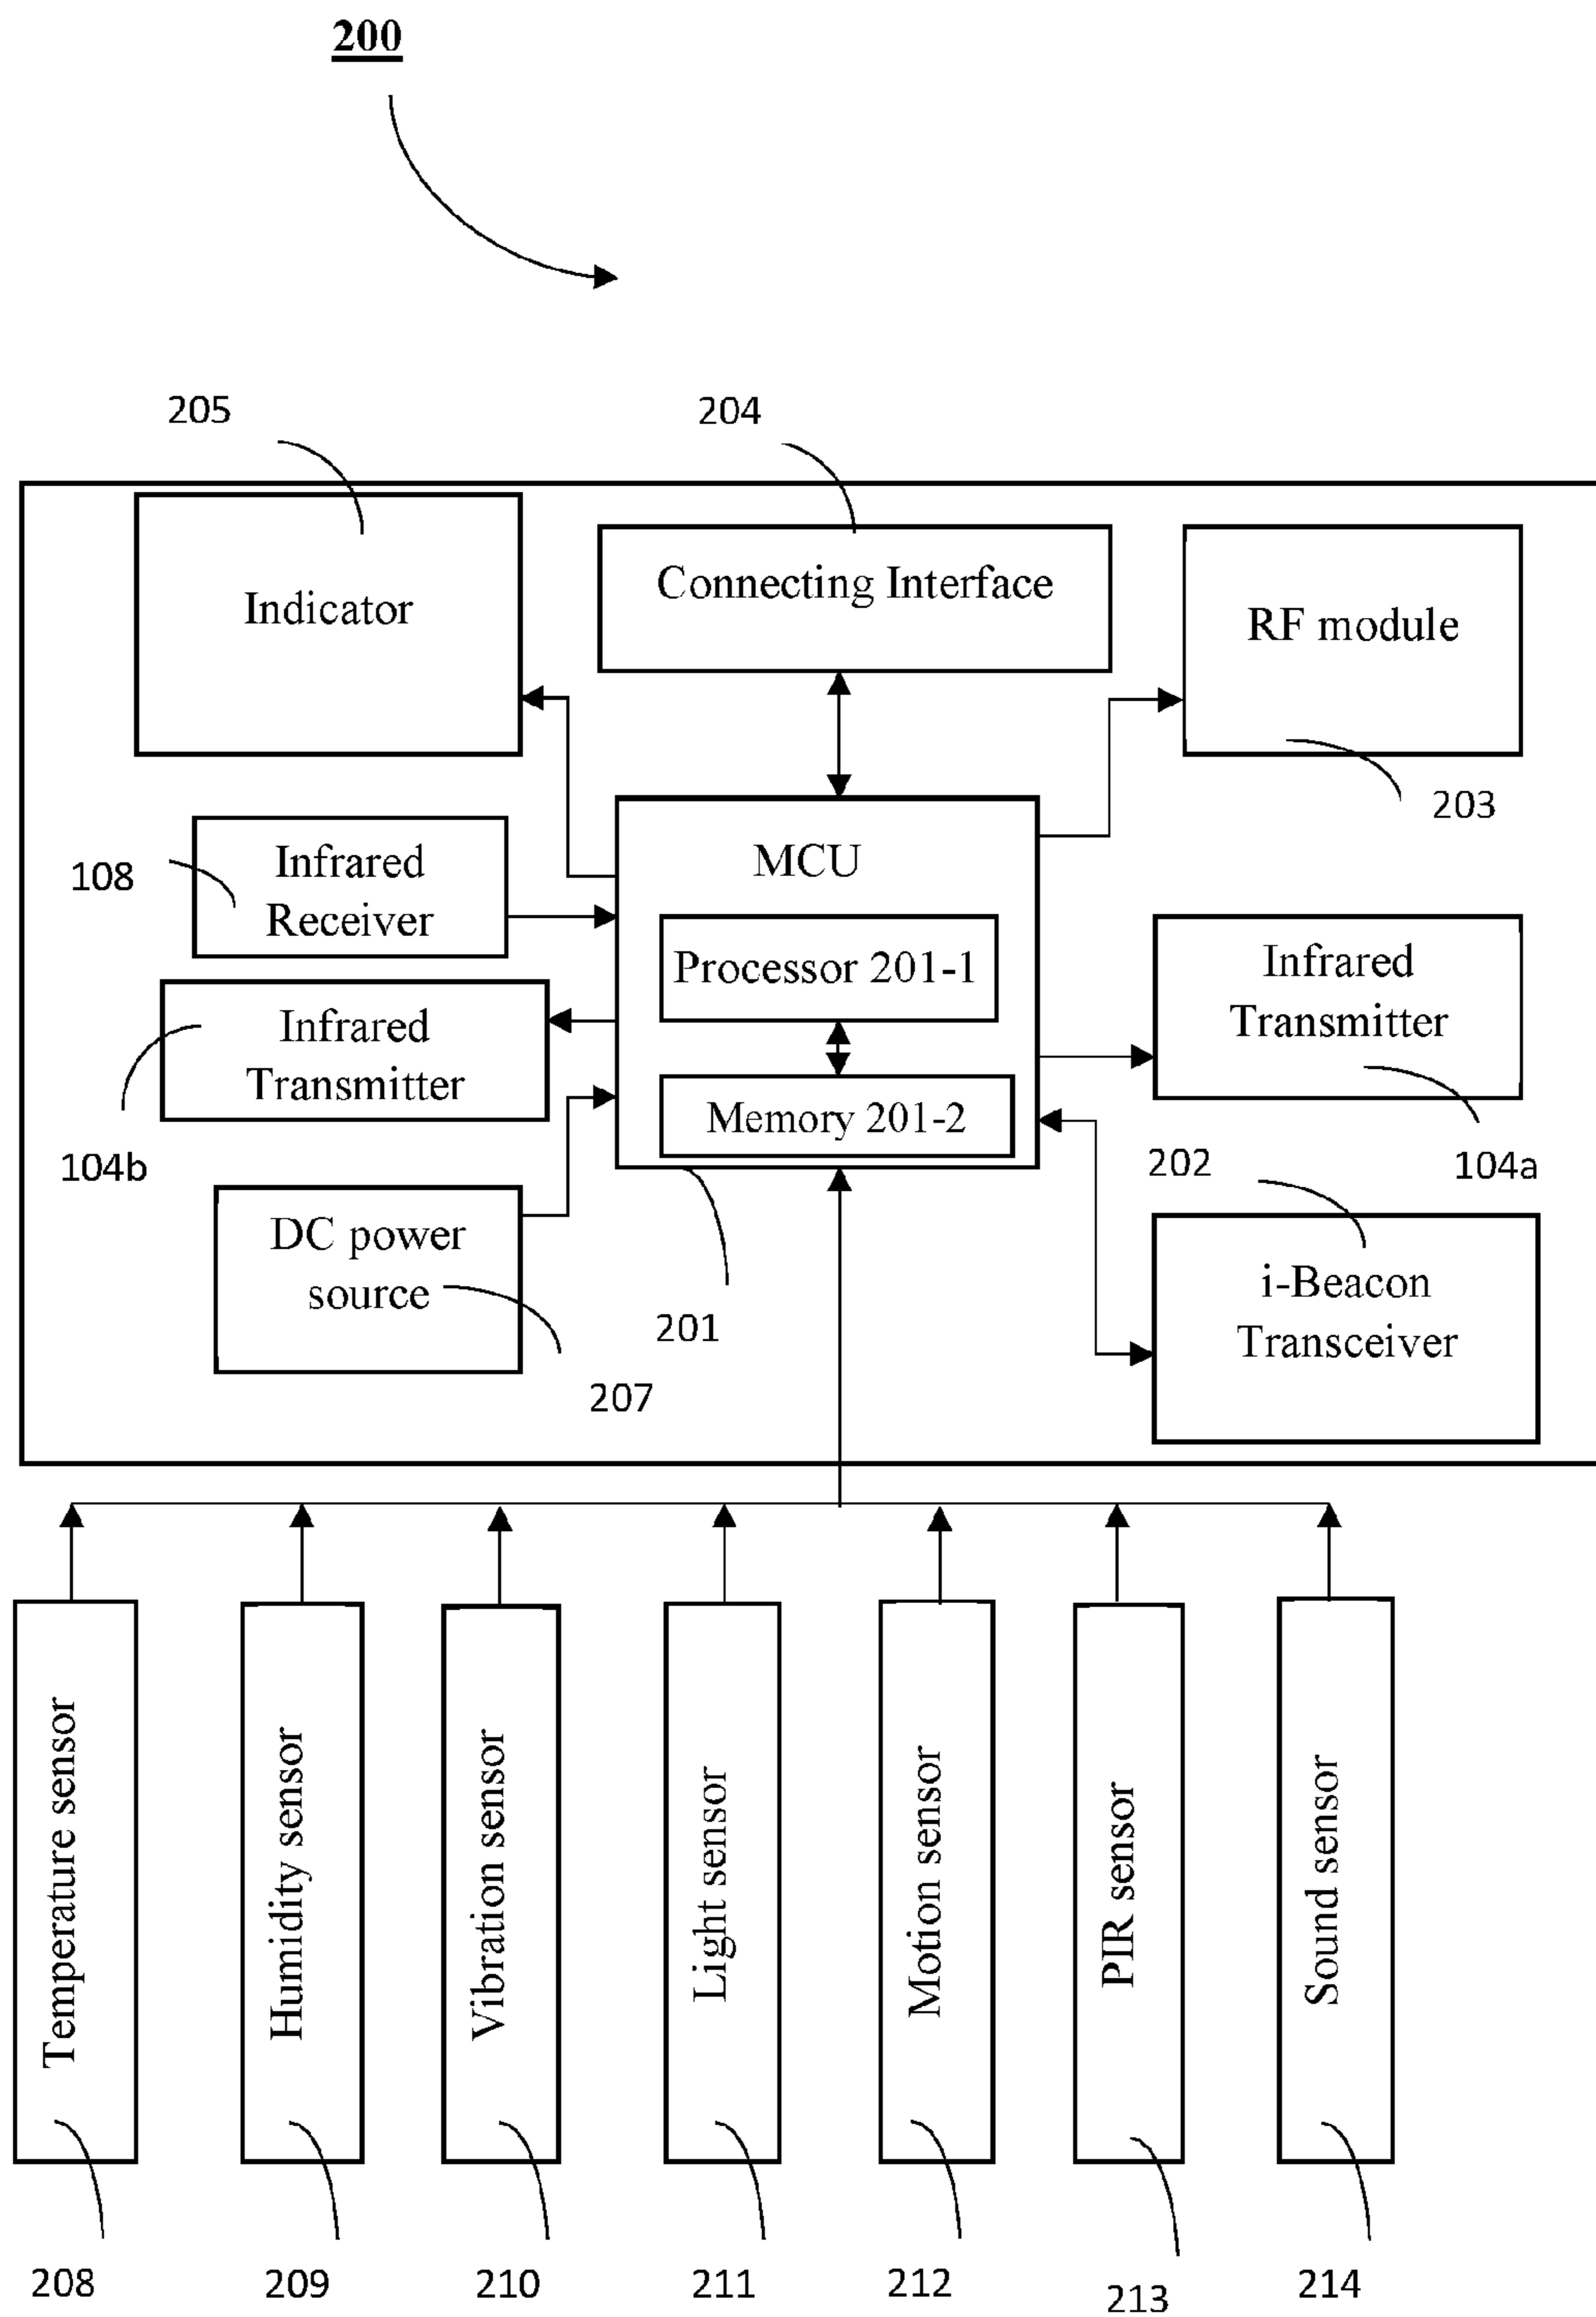 200
205
204
Indicator
Connecting Interface
RF module
203
108
Infrared
Receiver
MCU
Processor 201-1
Memory 201-2
Infrared
Transmitter
104b
Infrared
Transmitter
104a
202
DC power
source
207
201
i-Beacon
Transceiver
Temperature sensor
Humidity sensor
Vibration sensor
Light sensor
Motion sensor
PIR sensor
Sound sensor
208
209
210
211
212
213
214